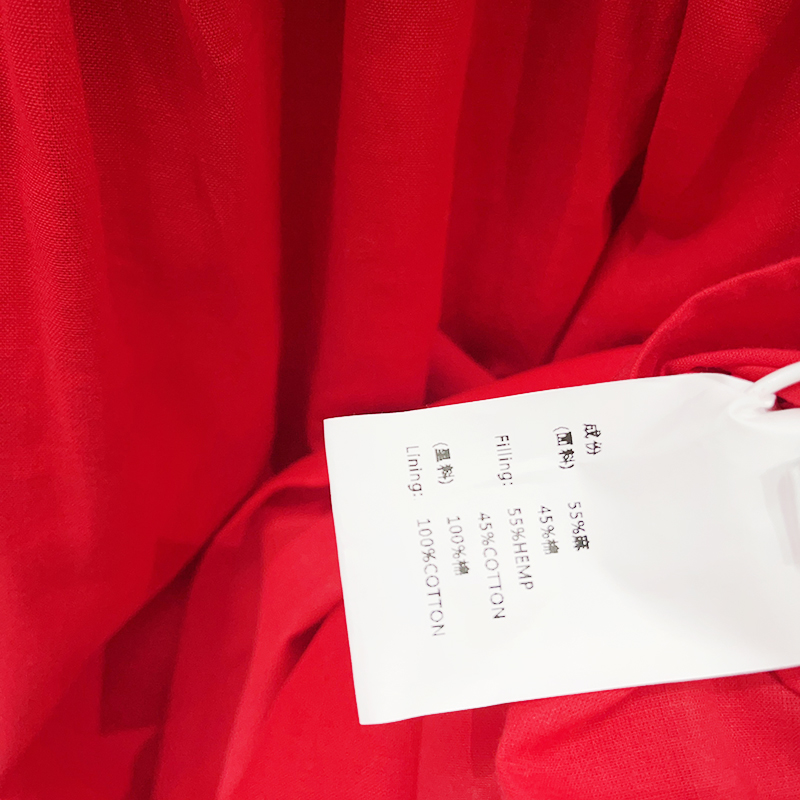 成份
(面料) 55%麻
45%棉
Filling: 55%HEMP
45%COTTON
(里料) 100%棉
Lining: 100%COTTON